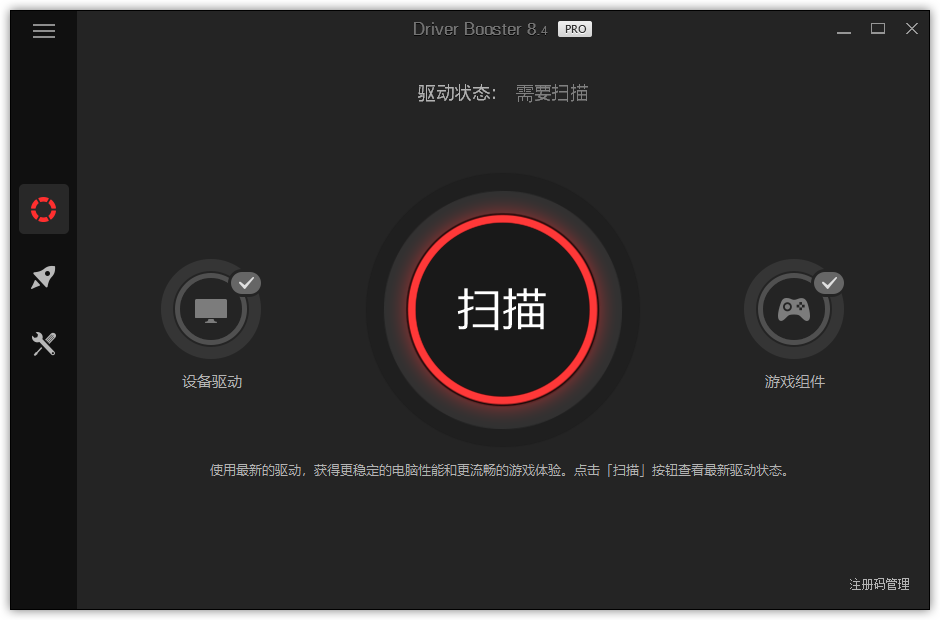 Driver Booster 8.4 PRO
驱动状态： 需要扫描
扫描
设备驱动
游戏组件
使用最新的驱动，获得更稳定的电脑性能和更流畅的游戏体验。点击「扫描」按钮查看最新驱动状态。
注册码管理